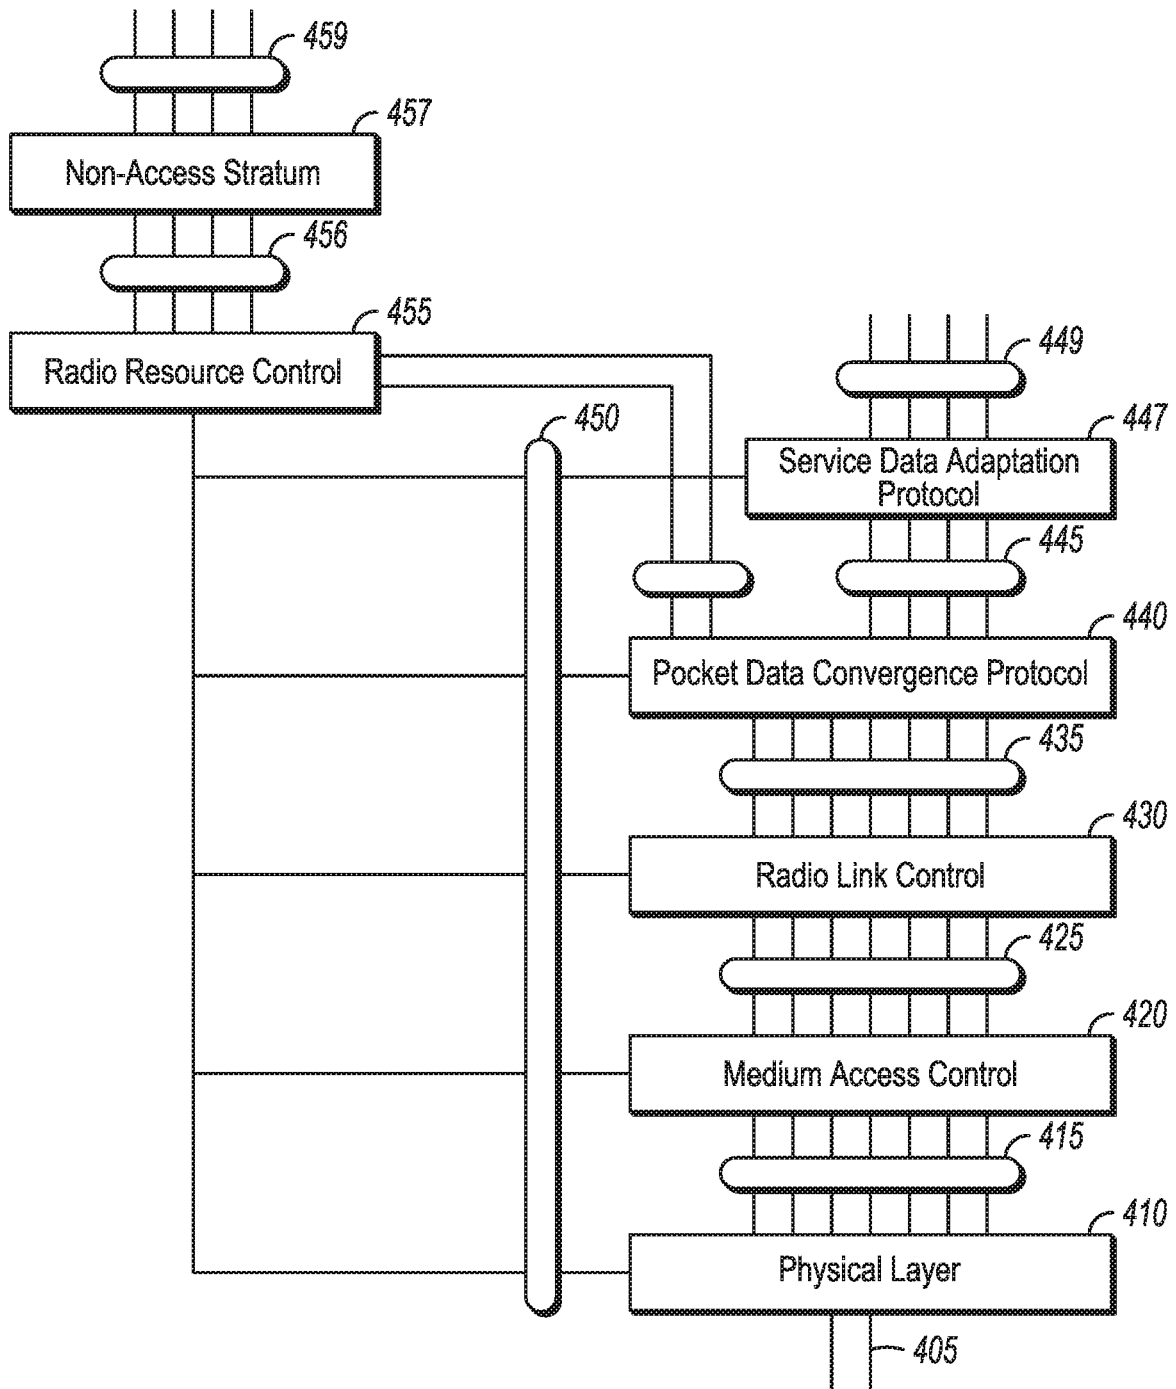 459
457
Non-Access Stratum
456
455
Radio Resource Control
449
450
447
Service Data Adaptation
Protocol
445
440
Pocket Data Convergence Protocol
435
430
Radio Link Control
425
420
Medium Access Control
415
410
Physical Layer
405